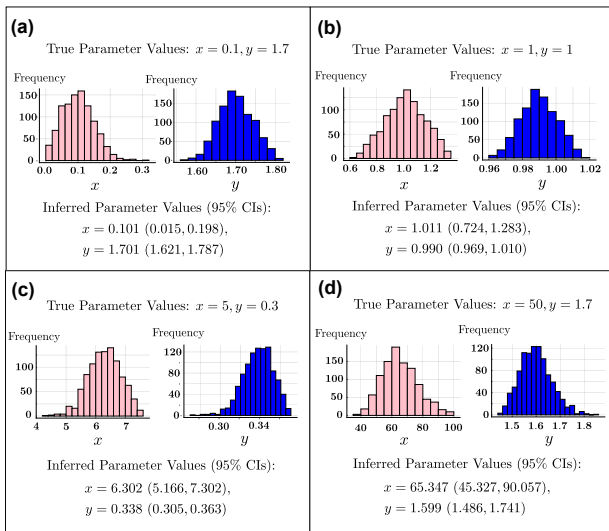 (a)
True Parameter Values: x = 0.1, y = 1.7
Frequency
Frequency
150
100
50
0
0.0 0.1 0.2 0.3
x
150
100
50
0
1.60 1.70 1.80
y
Inferred Parameter Values (95% CIs):
x = 0.101 (0.015, 0.198),
y = 1.701 (1.621, 1.787)
(b)
True Parameter Values: x = 1, y = 1
Frequency
Frequency
100
50
0
0.6 0.8 1.0 1.2
x
150
100
50
0
0.96 0.98 1.00 1.02
y
Inferred Parameter Values (95% CIs):
x = 1.011 (0.724, 1.283),
y = 0.990 (0.969, 1.010)
(c)
True Parameter Values: x = 5, y = 0.3
Frequency
Frequency
100
50
0
4 5 6 7
x
120
80
40
0
0.30 0.34
y
Inferred Parameter Values (95% CIs):
x = 6.302 (5.166, 7.302),
y = 0.338 (0.305, 0.363)
(d)
True Parameter Values: x = 50, y = 1.7
Frequency
Frequency
150
100
50
0
40 60 80 100
x
120
80
40
0
1.5 1.6 1.7 1.8
y
Inferred Parameter Values (95% CIs):
x = 65.347 (45.327, 90.057),
y = 1.599 (1.486, 1.741)